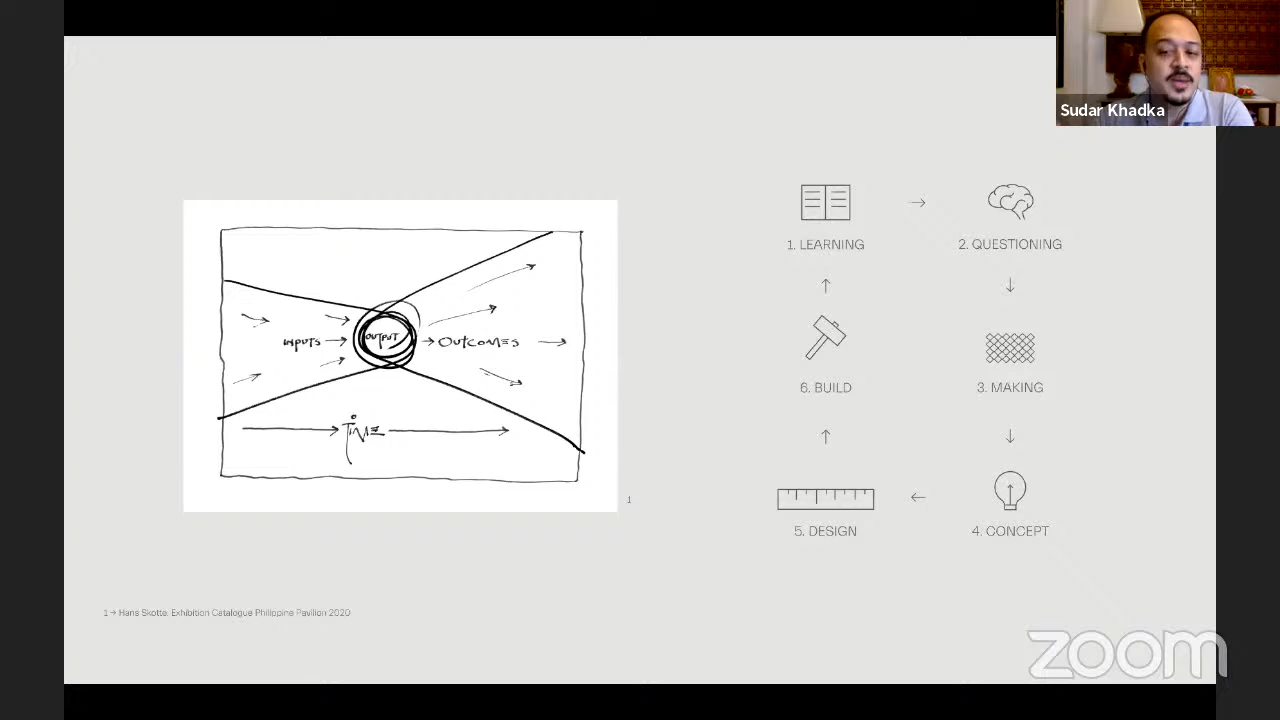 Sudar Khadka
INPUTS
OUTPUT
OUTCOMES
TIME
1
1. LEARNING
2. QUESTIONING
6. BUILD
3. MAKING
5. DESIGN
4. CONCEPT
1 → Hans Skotte. Exhibition Catalogue Philippine Pavilion 2020
zoom